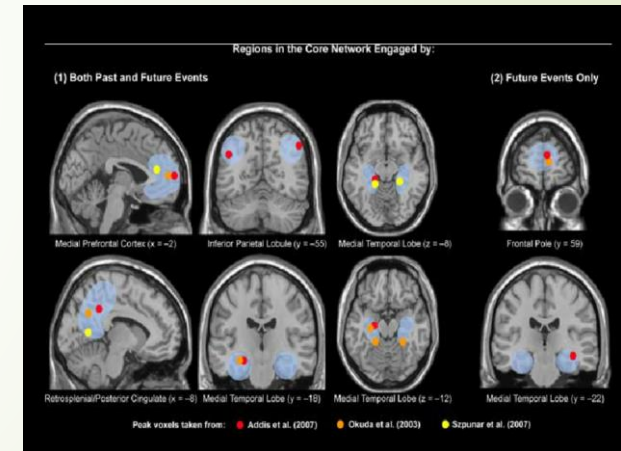 Regions in the Core Network Engaged by:
(1) Both Past and Future Events
(2) Future Events Only
Medial Prefrontal Cortex (x = –2)
Inferior Parietal Lobule (y = –55)
Medial Temporal Lobe (z = –8)
Frontal Pole (y = 59)
Retrosplenial/Posterior Cingulate (x = –8)
Medial Temporal Lobe (y = –18)
Medial Temporal Lobe (z = –12)
Medial Temporal Lobe (y = –22)
Peak voxels taken from: Addis et al. (2007) Okuda et al. (2003) Szpunar et al. (2007)